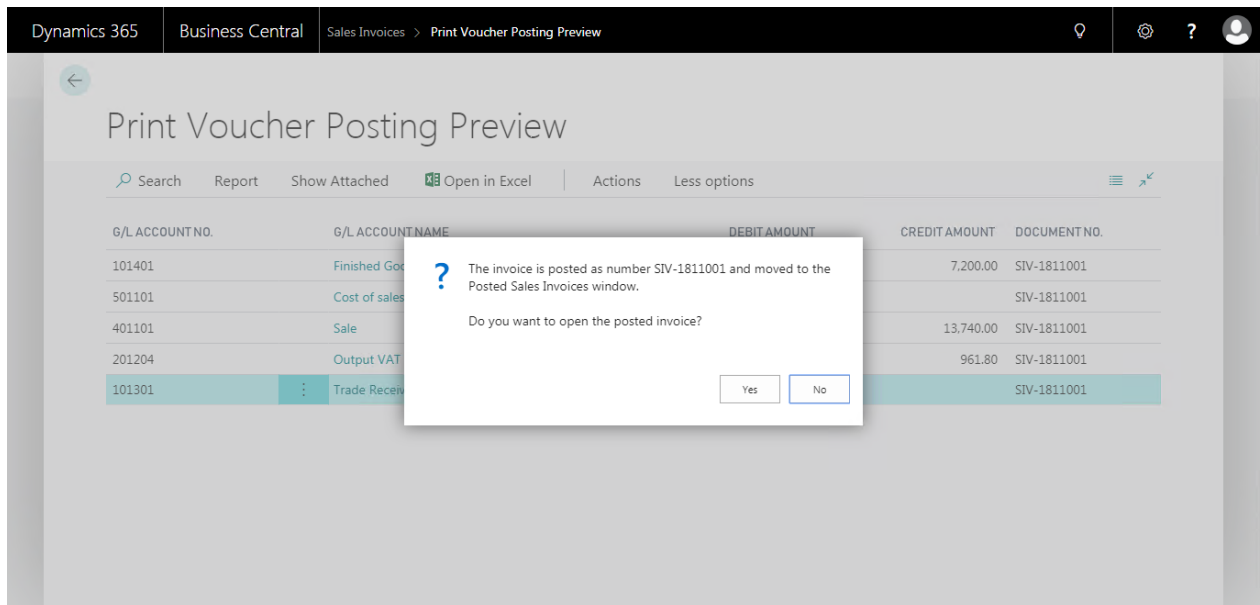 Dynamics 365 Business Central Sales Invoices > Print Voucher Posting Preview ?
Print Voucher Posting Preview
Search Report Show Attached Open in Excel Actions Less options
G/L ACCOUNT NO. G/L ACCOUNT NAME DEBIT AMOUNT CREDIT AMOUNT DOCUMENT NO.
101401 Finished 7,200.00 SIV-1811001
501101 Cost of sales SIV-1811001
401101 Sale 13,740.00 SIV-1811001
201204 Output VAT 961.80 SIV-1811001
101301 Trade SIV-1811001
?
The invoice is posted as number SIV-1811001 and moved to the
Posted Sales Invoices window.
Do you want to open the posted invoice?
Yes No